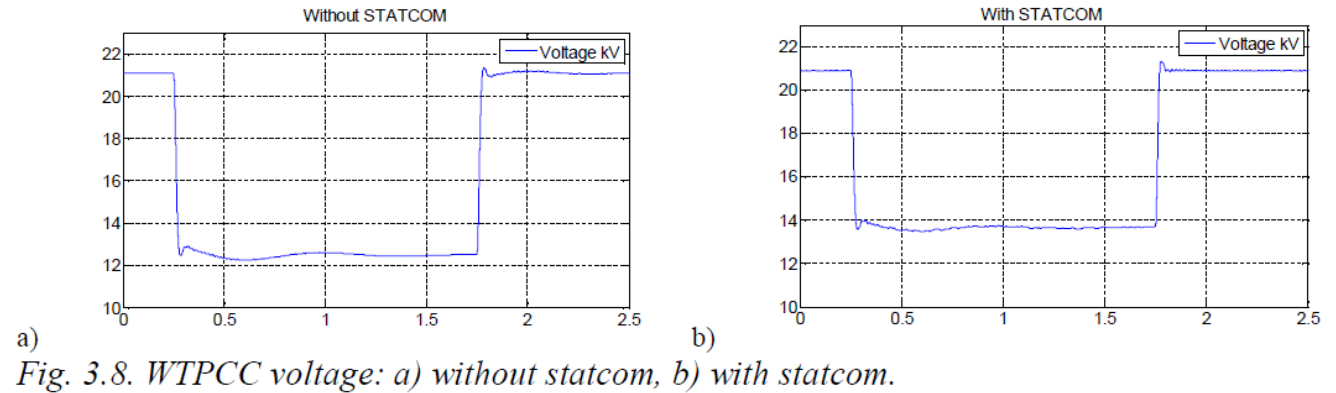 Without STATCOM
Voltage kV
22
20
18
16
14
12
10
0 0.5 1 1.5 2 2.5
a)
With STATCOM
Voltage kV
22
20
18
16
14
12
10
0 0.5 1 1.5 2 2.5
b)
Fig. 3.8. WTPCC voltage: a) without statcom, b) with statcom.